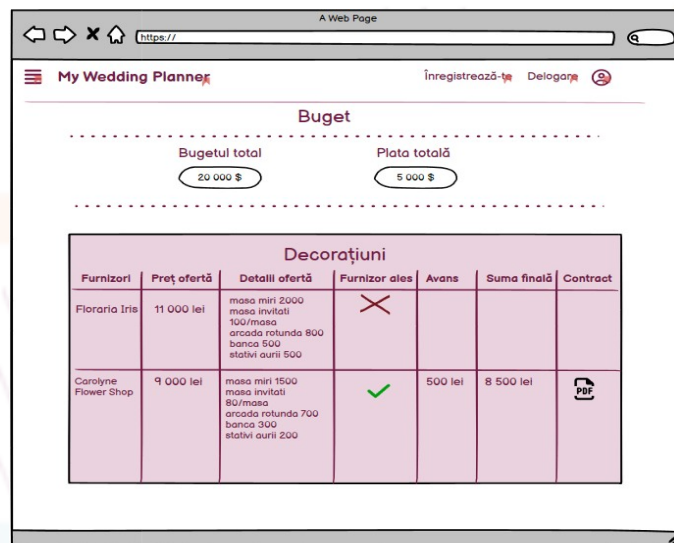 A Web Page
https://
My Wedding Planner
Înregistrează-te
Delogare
Buget
Bugetul total
Plata totală
20 000 $
5 000 $
Decorațiuni
Furnizori
Preț ofertă
Detalii ofertă
Furnizor ales
Avans
Suma finală
Contract
Floraria Iris
11 000 lei
masa miri 2000
masa invitati
100/masa
arcada rotunda 800
banca 500
stativi aurii 500
Carolyne
Flower Shop
9 000 lei
masa miri 1500
masa invitati
80/masa
arcada rotunda 700
banca 300
stativi aurii 200
500 lei
8 500 lei
PDF